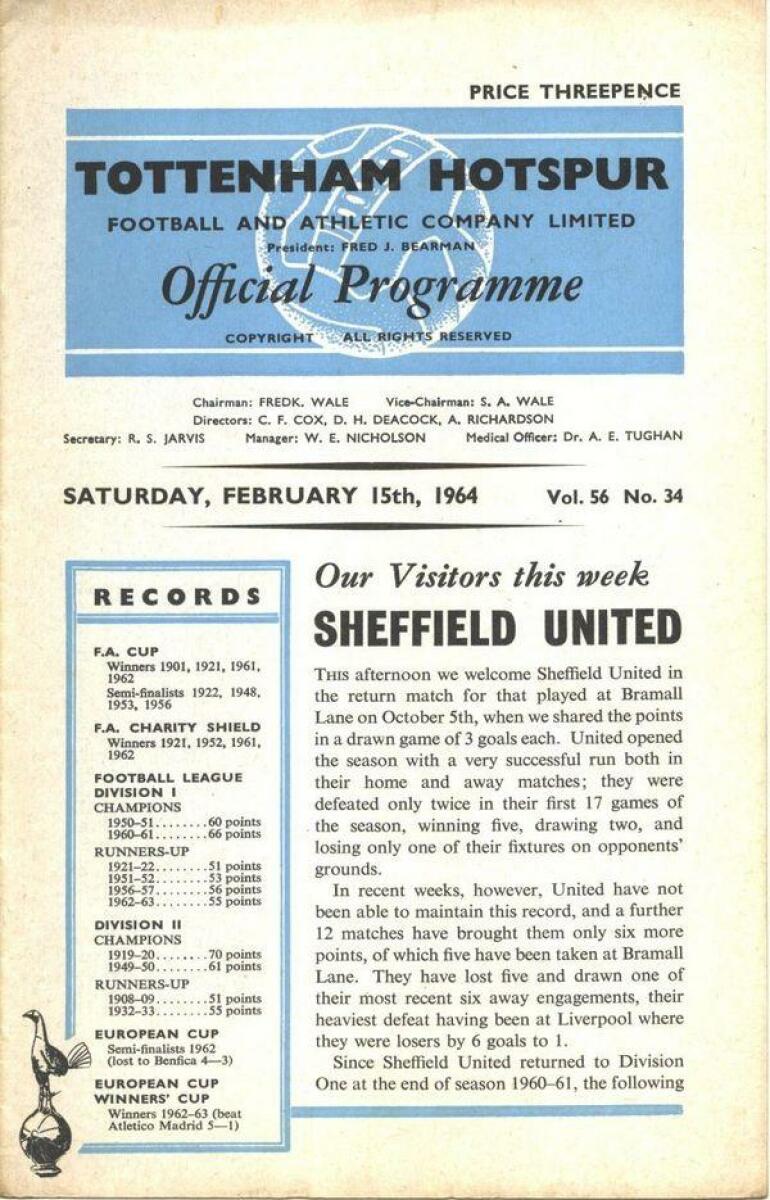 PRICE THREEPENCE
TOTTENHAM HOTSPUR
FOOTBALL AND ATHLETIC COMPANY LIMITED
President: FRED J. BEARMAN
Official Programme
COPYRIGHT ALL RIGHTS RESERVED
Chairman: FREDK. WALE Vice-Chairman: S. A. WALE
Directors: C. F. COX, D. H. DEACOCK, A. RICHARDSON
Secretary: R. S. JARVIS Manager: W. E. NICHOLSON Medical Officer: Dr. A. E. TUGHAN
SATURDAY, FEBRUARY 15th, 1964 Vol. 56 No. 34
RECORDS
F.A. CUP
Winners 1901, 1921, 1961,
1962
Semi-finalists 1922, 1948,
1953, 1956
F.A. CHARITY SHIELD
Winners 1921, 1952, 1961,
1962
FOOTBALL LEAGUE
DIVISION I
CHAMPIONS
1950–51........60 points
1960–61........66 points
RUNNERS-UP
1921–22........51 points
1951–52........53 points
1956–57........56 points
1962–63........55 points
DIVISION II
CHAMPIONS
1919–20........70 points
1949–50........61 points
RUNNERS-UP
1908–09........51 points
1932–33........55 points
EUROPEAN CUP
Semi-finalists 1962
(lost to Benfica 4—3)
EUROPEAN CUP
WINNERS' CUP
Winners 1962–63 (beat
Atletico Madrid 5—1)
Our Visitors this week
SHEFFIELD UNITED
THIS afternoon we welcome Sheffield United in
the return match for that played at Bramall
Lane on October 5th, when we shared the points
in a drawn game of 3 goals each. United opened
the season with a very successful run both in
their home and away matches; they were
defeated only twice in their first 17 games of
the season, winning five, drawing two, and
losing only one of their fixtures on opponents'
grounds.
In recent weeks, however, United have not
been able to maintain this record, and a further
12 matches have brought them only six more
points, of which five have been taken at Bramall
Lane. They have lost five and drawn one of
their most recent six away engagements, their
heaviest defeat having been at Liverpool where
they were losers by 6 goals to 1.
Since Sheffield United returned to Division
One at the end of season 1960–61, the following